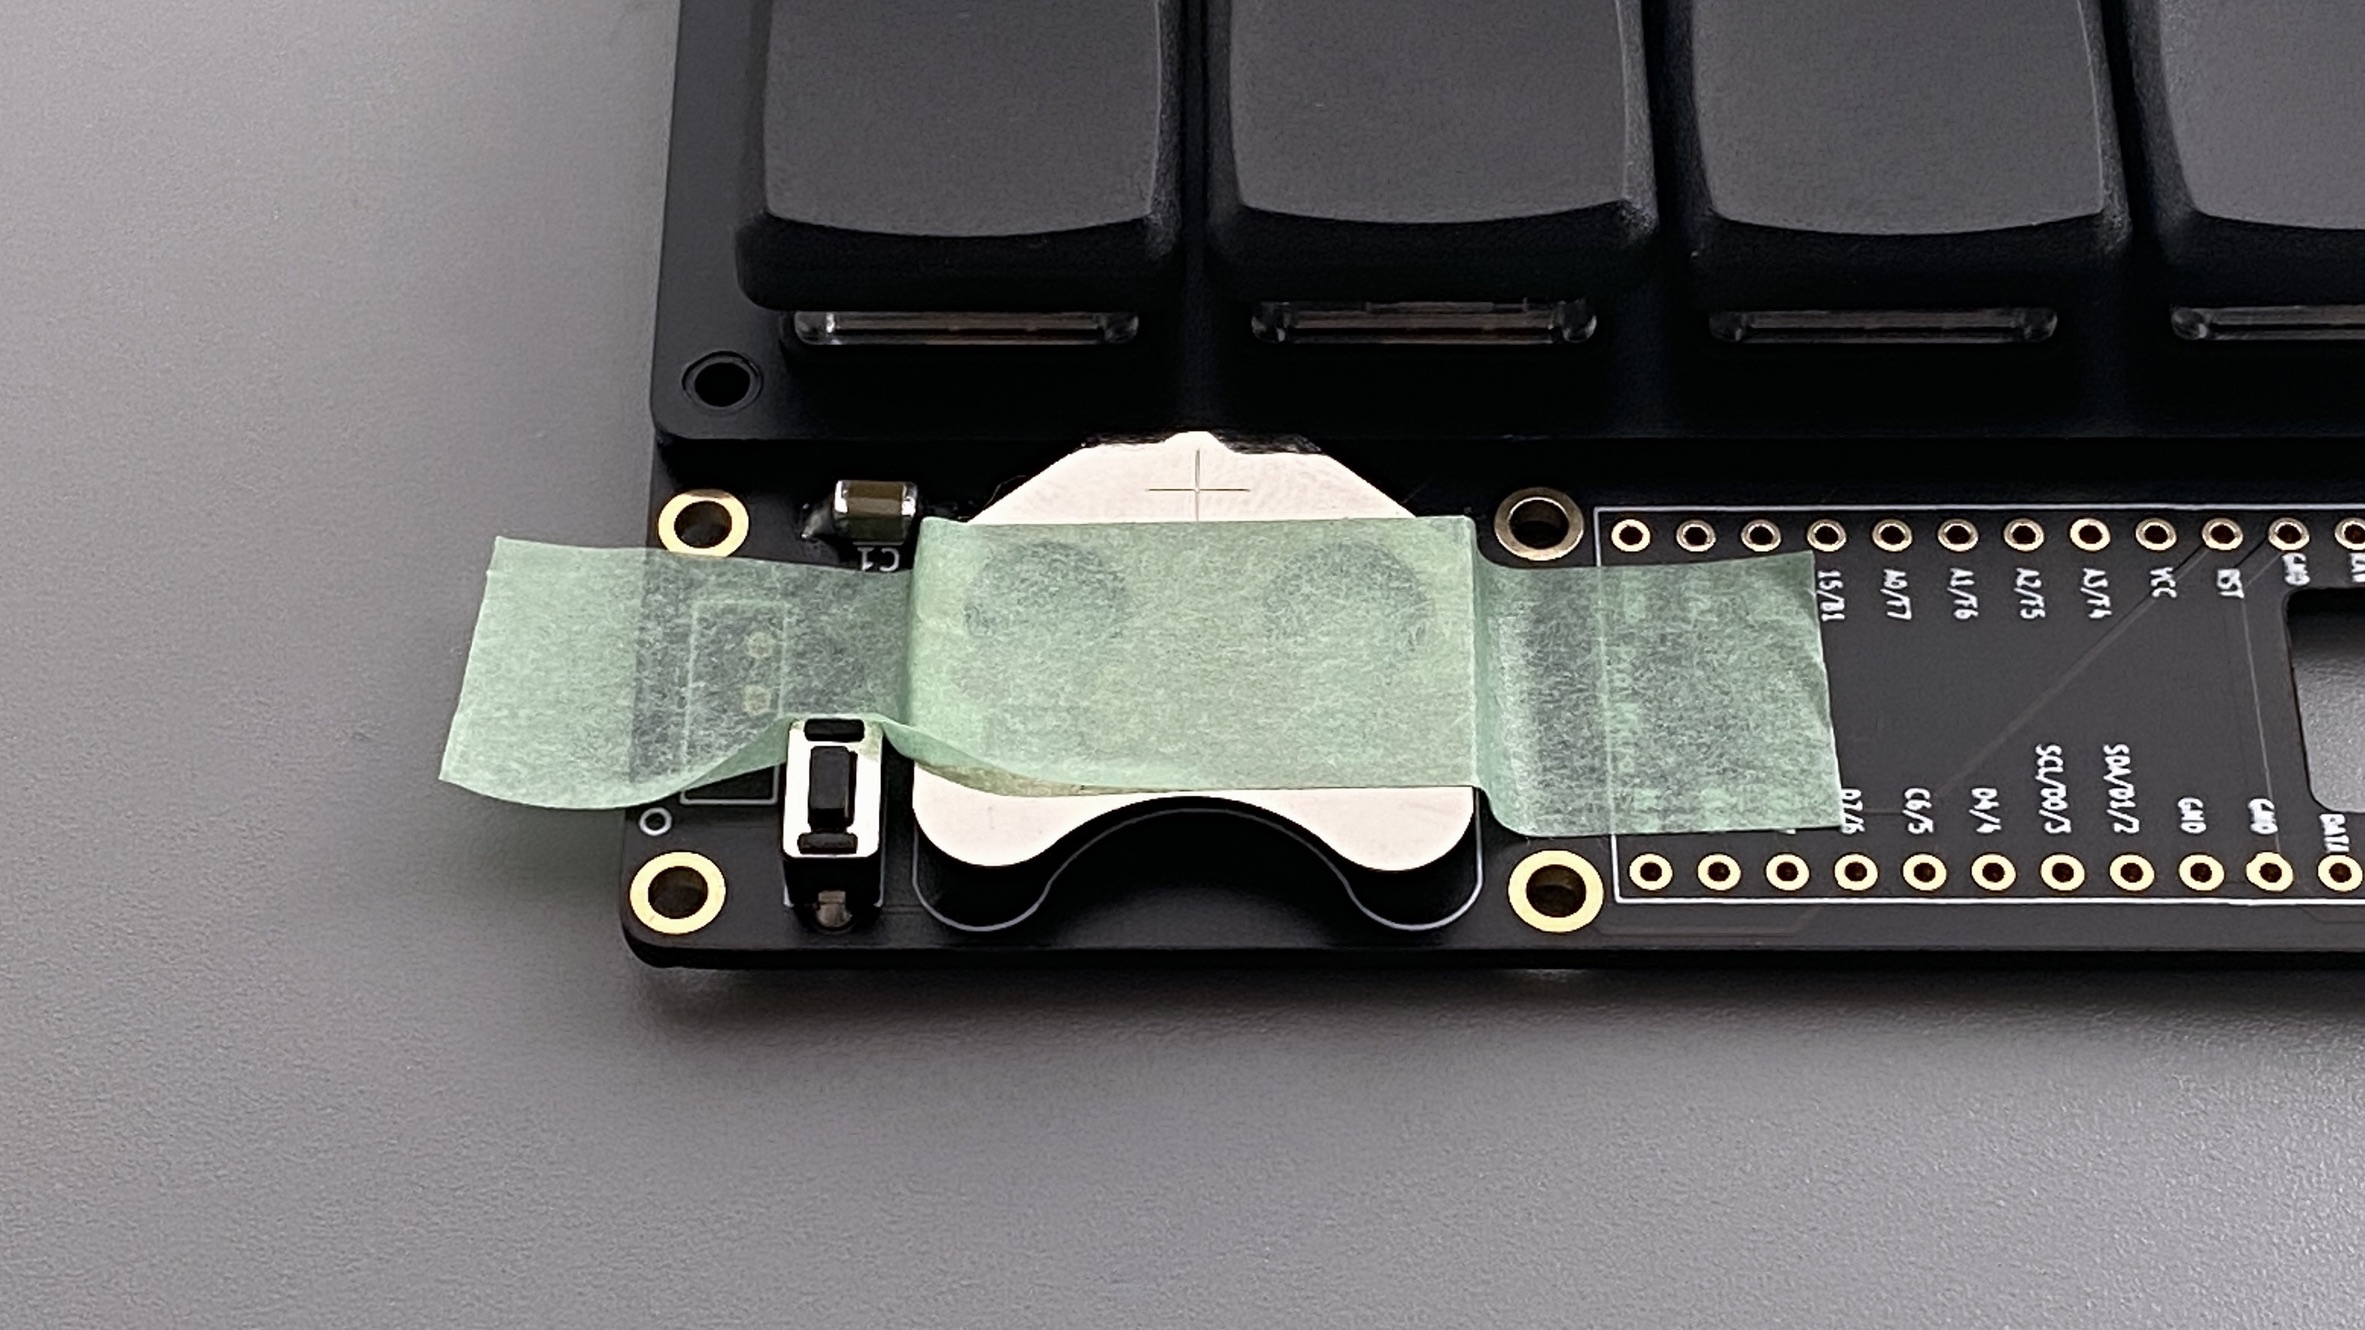 C1
15/B1
A0/F7
A1/F6
A2/F5
A3/F4
VCC
RST
GND
D7/6
C6/5
D4/4
SCL/D0/3
SDA/D1/2
GND
GND
DATA